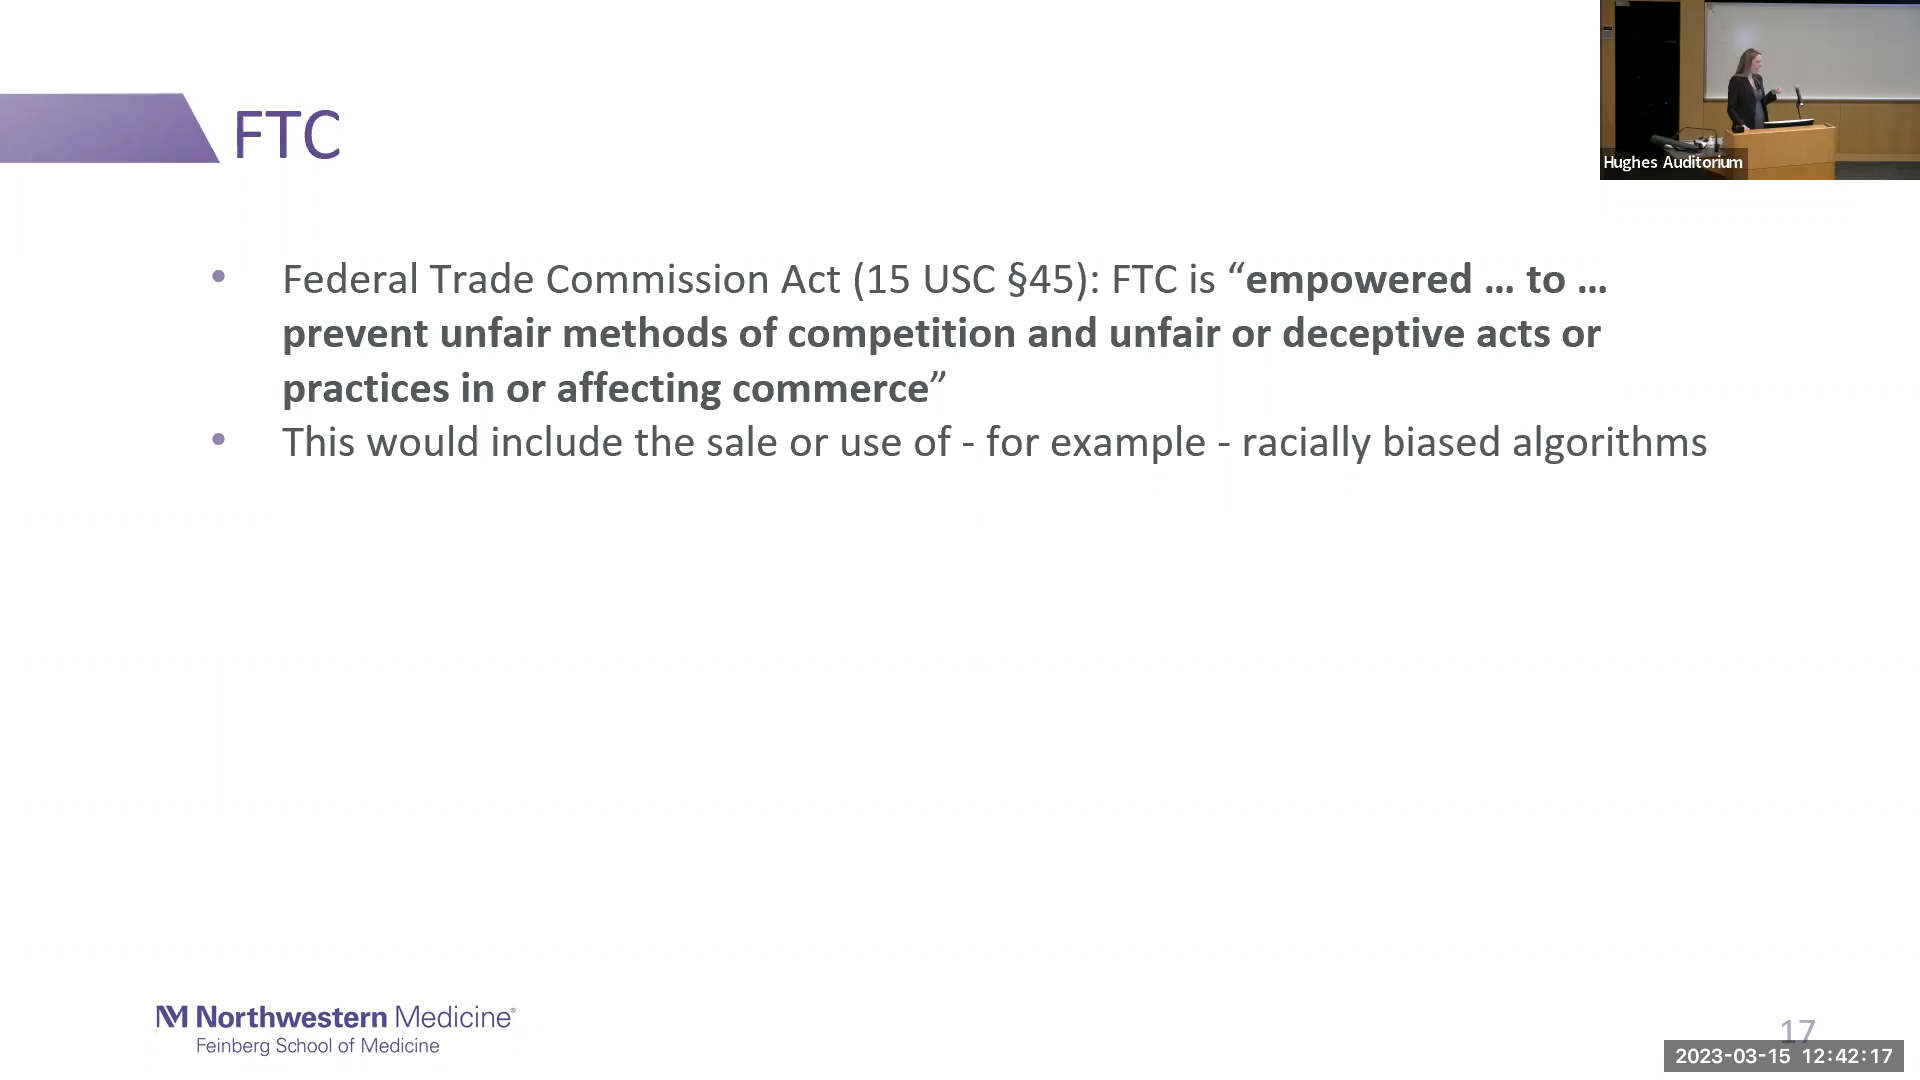 Hughes Auditorium
FTC
• Federal Trade Commission Act (15 USC §45): FTC is “empowered … to …
prevent unfair methods of competition and unfair or deceptive acts or
practices in or affecting commerce”
• This would include the sale or use of - for example - racially biased algorithms
NM Northwestern Medicine®
Feinberg School of Medicine
17
2023-03-15 12:42:17